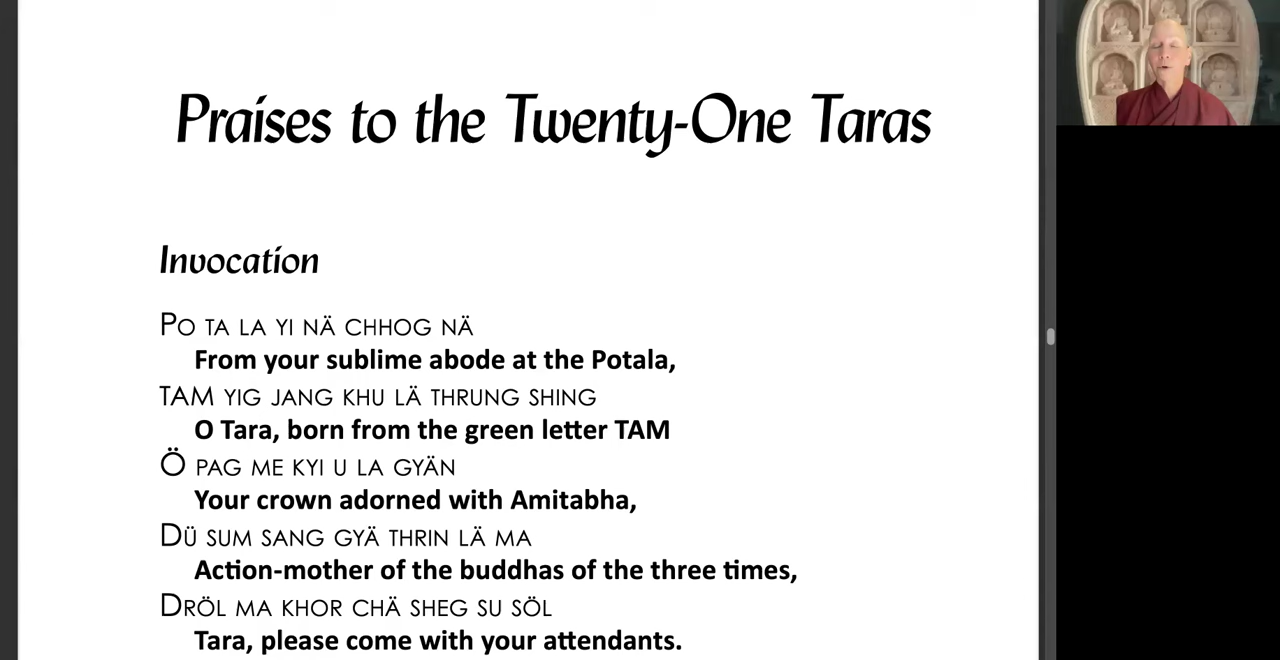 Praises to the Twenty-One Taras
Invocation
PO TA LA YI NÄ CHHOG NÄ
From your sublime abode at the Potala,
TAM YIG JANG KHU LÄ THRUNG SHING
O Tara, born from the green letter TAM
Ö PAG ME KYI U LA GYÄN
Your crown adorned with Amitabha,
DÜ SUM SANG GYÄ THRIN LÄ MA
Action-mother of the buddhas of the three times,
DRÖL MA KHOR CHÄ SHEG SU SÖL
Tara, please come with your attendants.